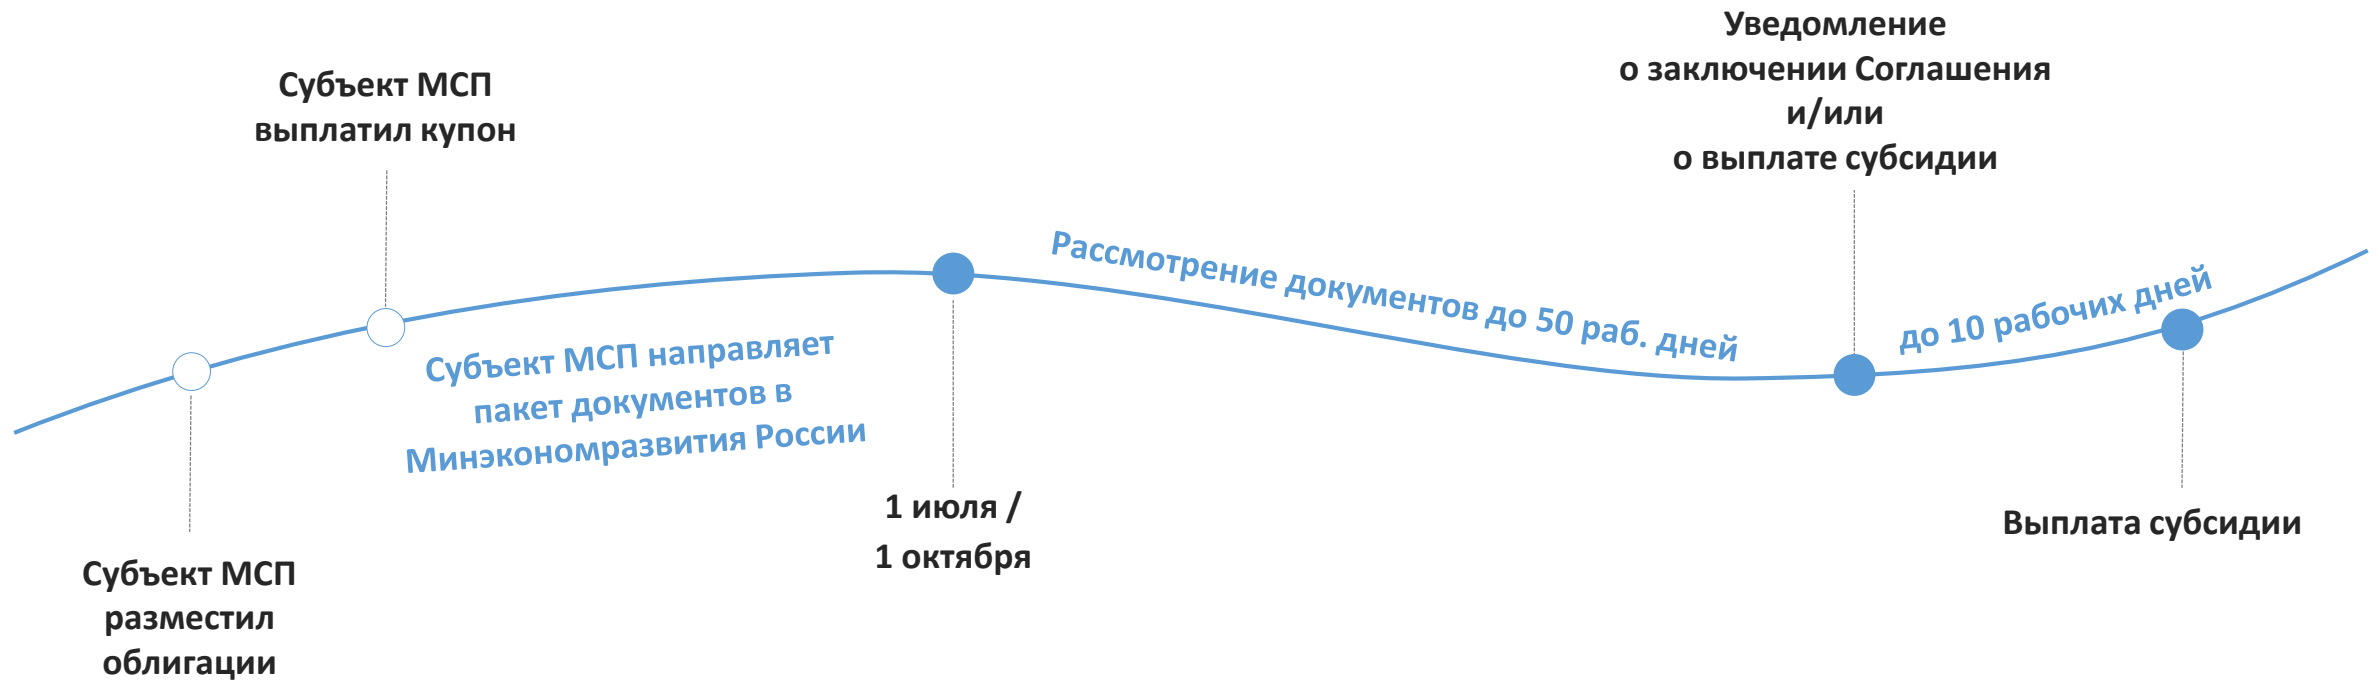 Субъект МСП
разместил
облигации
Субъект МСП
выплатил купон
Субъект МСП направляет
пакет документов в
Минэкономразвития России
1 июля /
1 октября
Рассмотрение документов до 50 раб. дней
Уведомление
о заключении Соглашения
и/или
о выплате субсидии
до 10 рабочих дней
Выплата субсидии